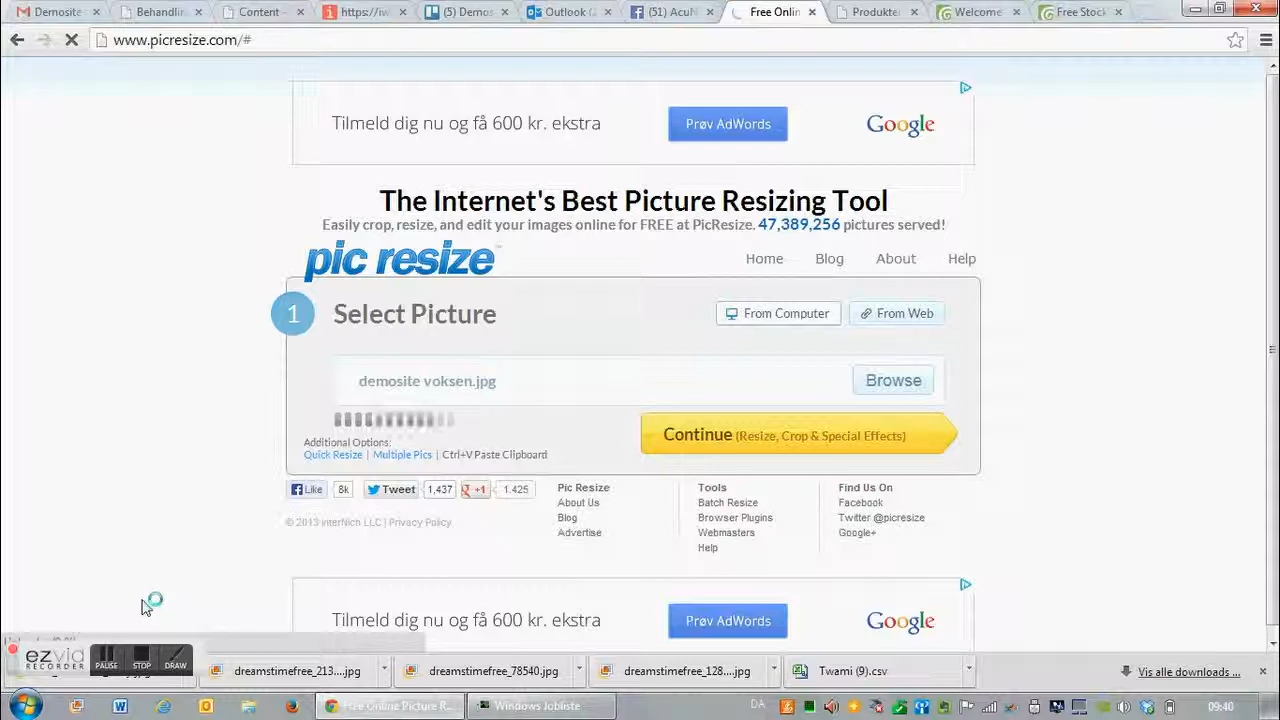 Demosite
Behandlin
Content -
https://iw
(5) Demos
Outlook (2
(51) AcuN
Free Onlin
Produkte
Welcome
Free Stock
www.picresize.com/#
Tilmeld dig nu og få 600 kr. ekstra
Prøv AdWords
Google
The Internet's Best Picture Resizing Tool
Easily crop, resize, and edit your images online for FREE at PicResize. 47,389,256 pictures served!
pic resize
Home Blog About Help
1 Select Picture
From Computer From Web
demosite voksen.jpg Browse
Continue (Resize, Crop & Special Effects)
Additional Options:
Quick Resize | Multiple Pics | Ctrl+V Paste Clipboard
Like 8k Tweet 1,437 +1 1.425
© 2013 InterNich LLC | Privacy Policy
Pic Resize
About Us
Blog
Advertise
Tools
Batch Resize
Browser Plugins
Webmasters
Help
Find Us On
Facebook
Twitter @picresize
Google+
Tilmeld dig nu og få 600 kr. ekstra
Prøv AdWords
Google
ezvid
RECORDER
PAUSE STOP DRAW
dreamstimefree_213....jpg
dreamstimefree_78540.jpg
dreamstimefree_128....jpg
Twami (9).csv
Vis alle downloads ...
Free Online Picture R...
Windows Jobliste
DA
09:40